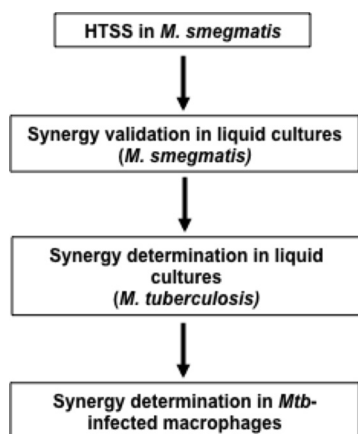 HTSS in M. smegmatis
Synergy validation in liquid cultures
(M. smegmatis)
Synergy determination in liquid
cultures
(M. tuberculosis)
Synergy determination in Mtb-
infected macrophages